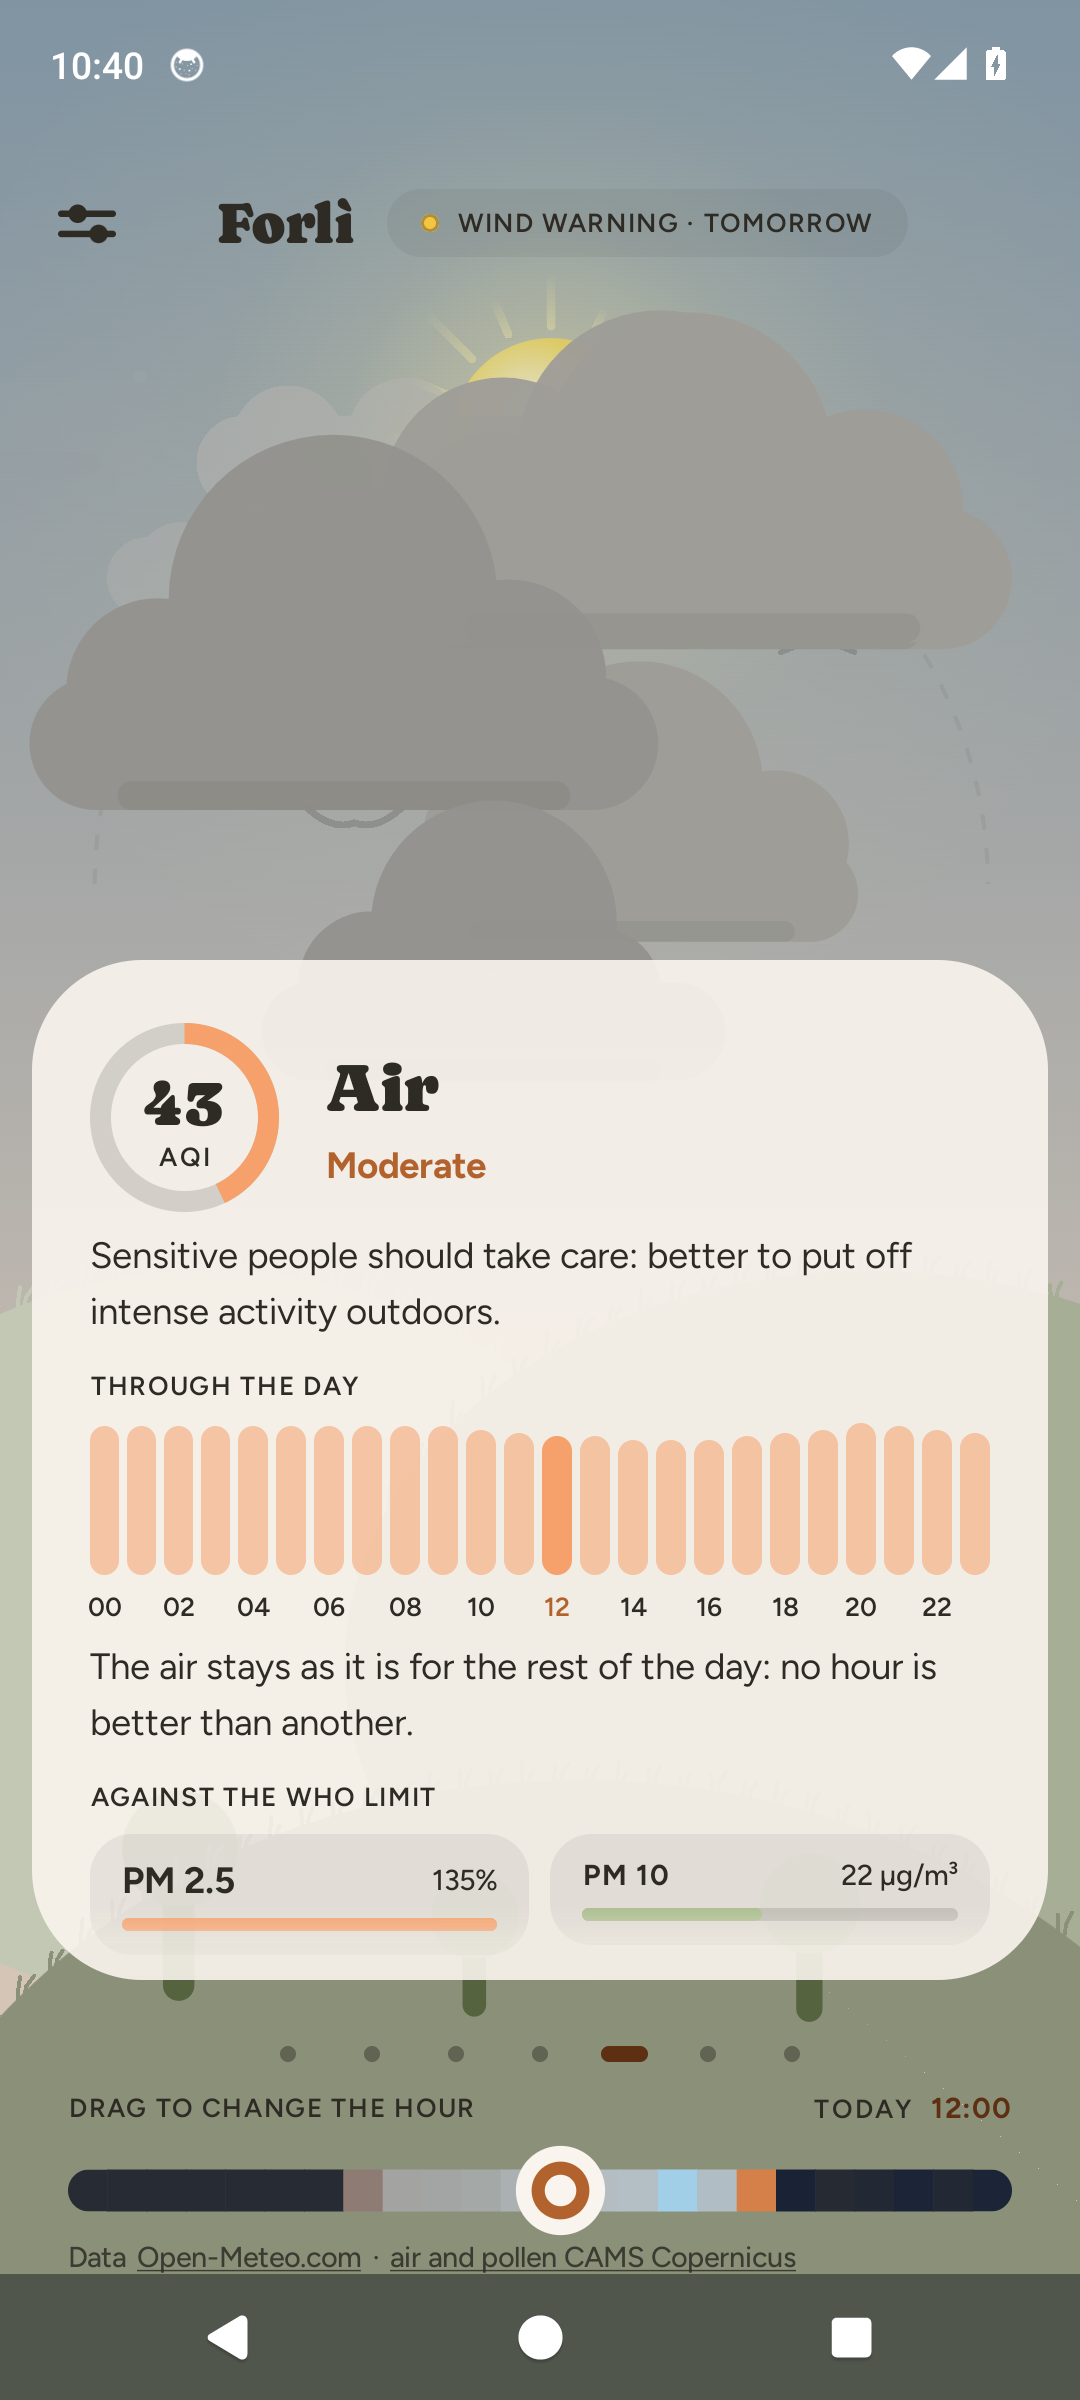 10:40
Forlì
WIND WARNING · TOMORROW
43
AQI
Air
Moderate
Sensitive people should take care: better to put off
intense activity outdoors.
THROUGH THE DAY
00 02 04 06 08 10 12 14 16 18 20 22
The air stays as it is for the rest of the day: no hour is
better than another.
AGAINST THE WHO LIMIT
PM 2.5 135%
PM 10 22 µg/m³
DRAG TO CHANGE THE HOUR
TODAY 12:00
Data Open-Meteo.com · air and pollen CAMS Copernicus